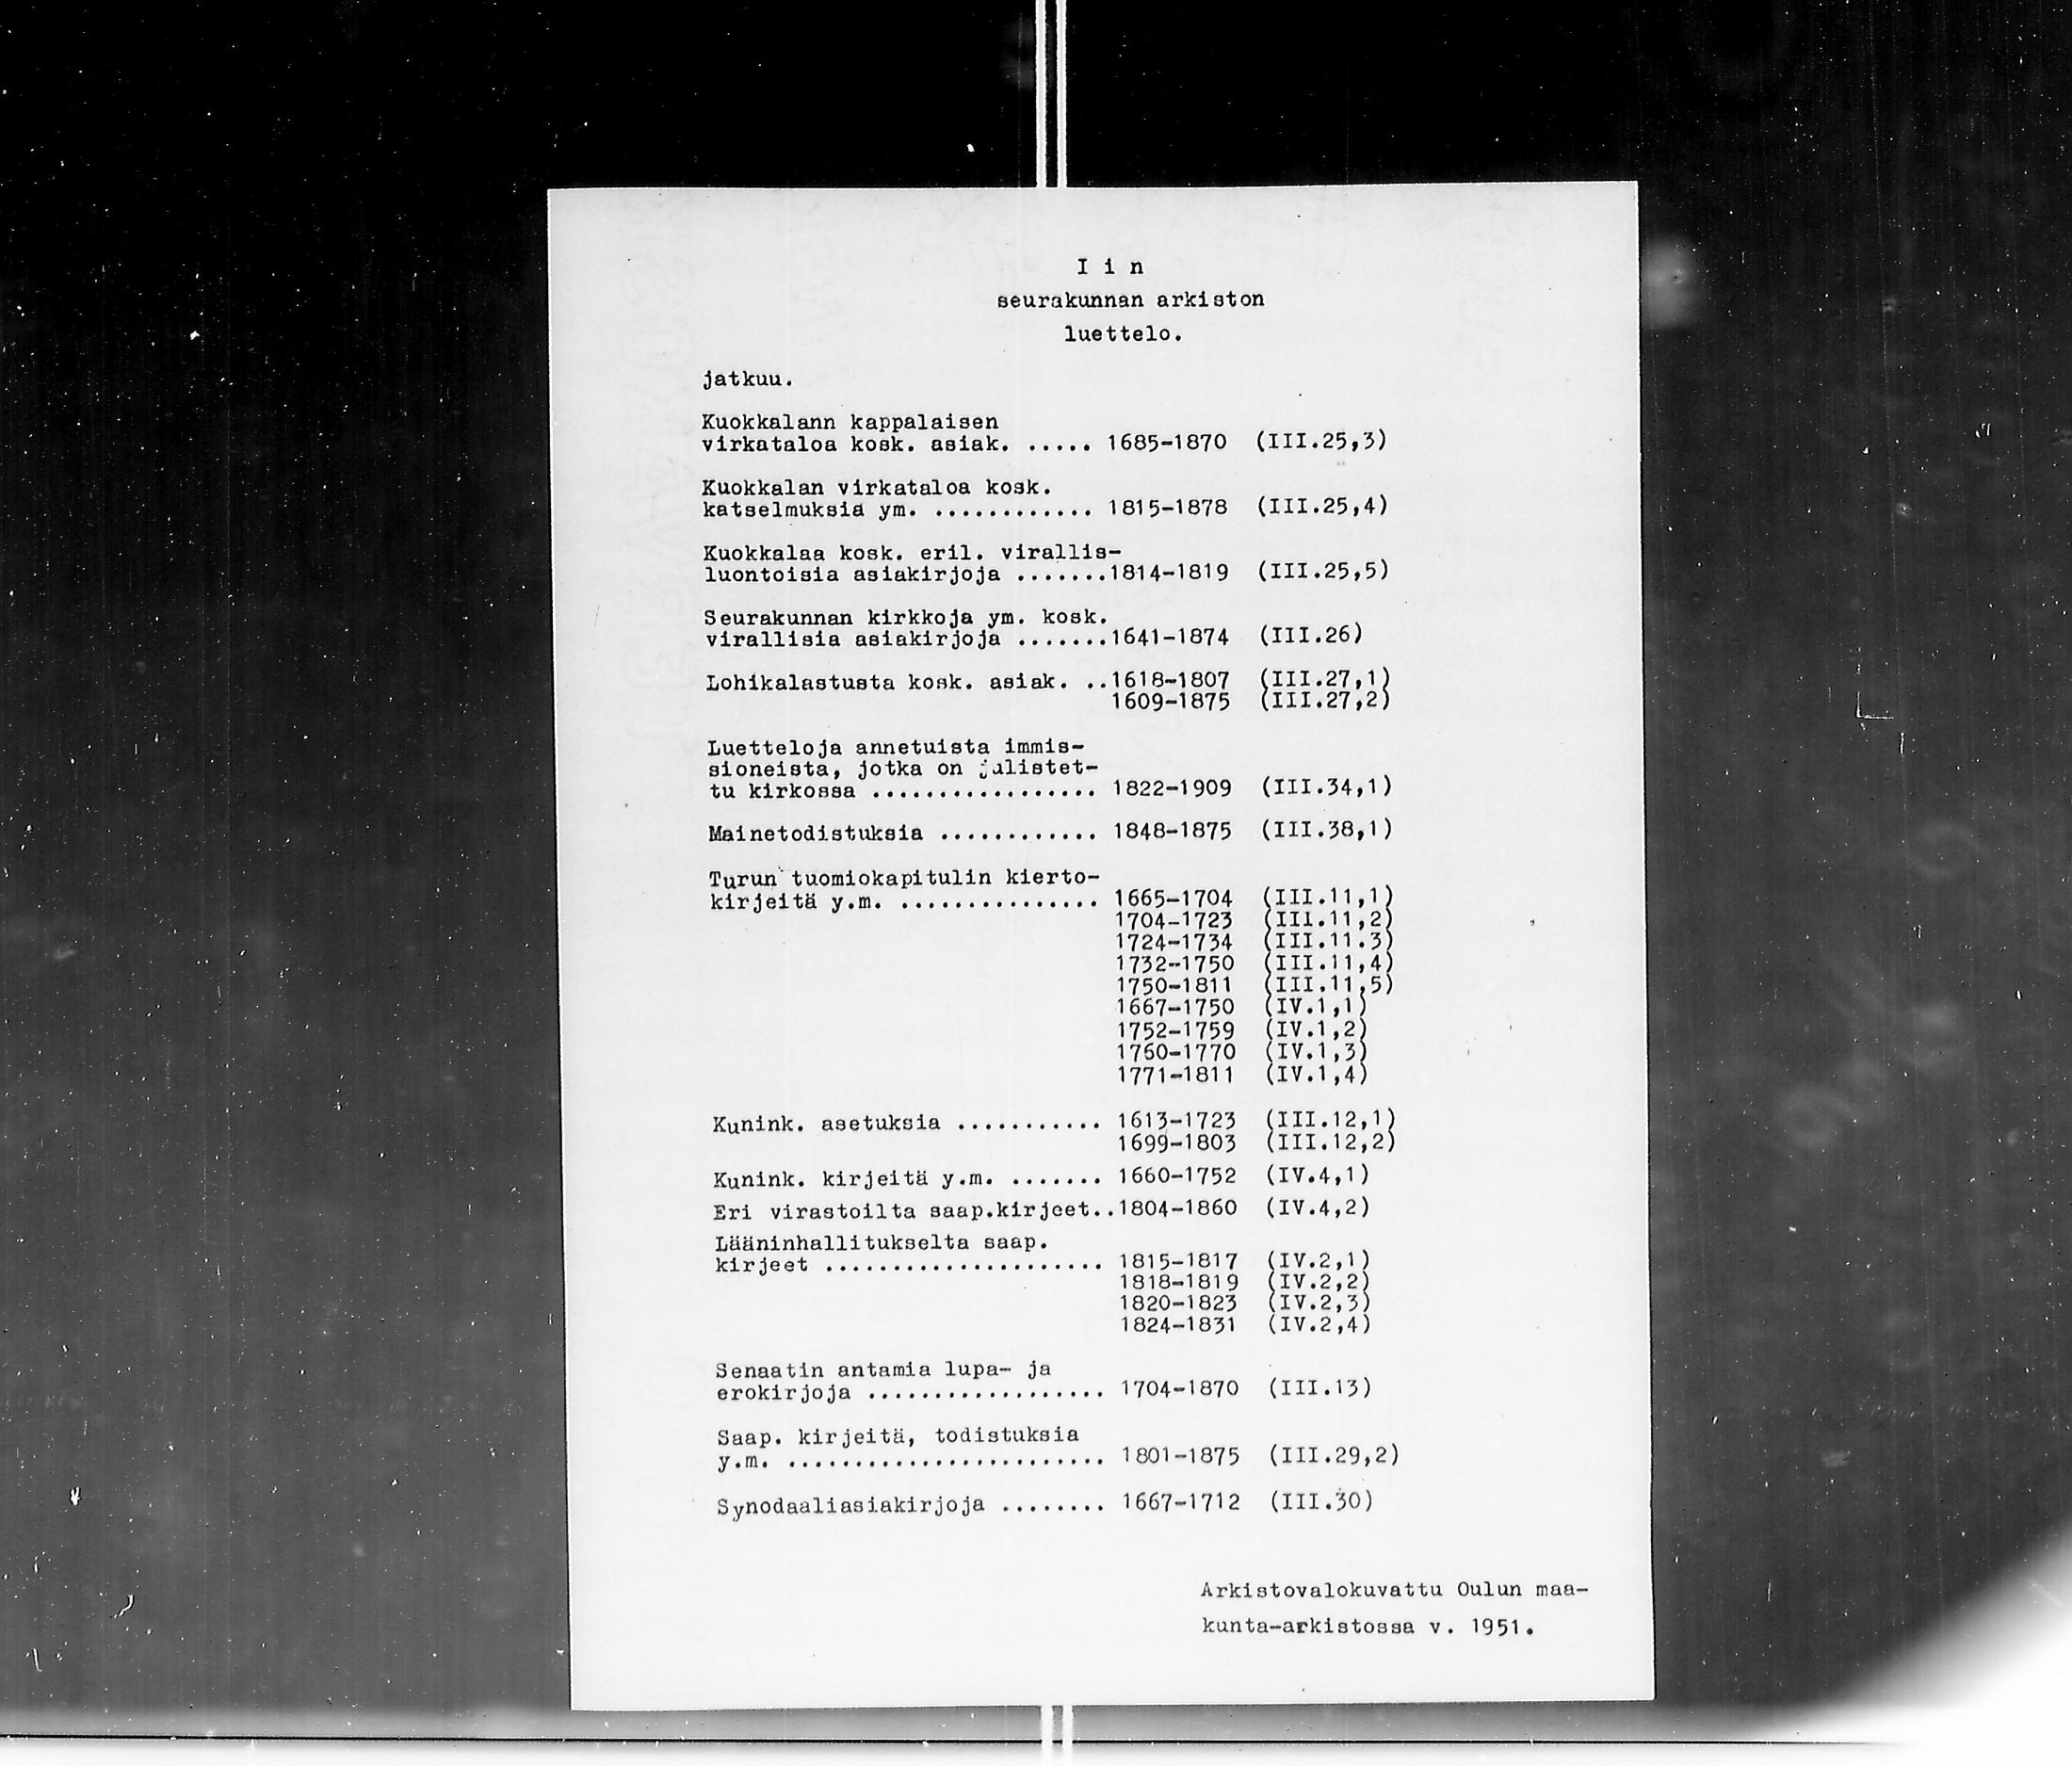 I i n
seurakunnan arkiston
luettelo.
jatkuu.
Kuokkalann kappalaisen
virkataloa kosk. asiak. ..... 1685-1870 (III.25,3)
Kuokkalan virkataloa kosk.
katselmuksia ym. ............ 1815-1878 (III.25,4)
Kuokkalaa kosk. eril. virallis-
luontoisia asiakirjoja .......1814-1819 (III.25,5)
Seurakunnan kirkkoja ym. kosk.
virallisia asiakirjoja .......1641-1874 (III.26)
Lohikalastusta kosk. asiak. ..1618-1807 (III.27,1)
1609-1875 (III.27,2)
Luetteloja annetuista immis-
sioneista, jotka on julistet-
tu kirkossa ................. 1822-1909 (III.34,1)
Mainetodistuksia ............ 1848-1875 (III.38,1)
Turun tuomiokapitulin kierto-
kirjeitä y.m. ............... 1665-1704 (III.11,1)
1704-1723 (III.11,2)
1724-1734 (III.11.3)
1732-1750 (III.11,4)
1750-1811 (III.11,5)
1667-1750 (IV.1,1)
1752-1759 (IV.1,2)
1760-1770 (IV.1,3)
1771-1811 (IV.1,4)
Kunink. asetuksia ........... 1613-1723 (III.12,1)
1699-1803 (III.12,2)
Kunink. kirjeitä y.m. ....... 1660-1752 (IV.4,1)
Eri virastoilta saap.kirjeet..1804-1860 (IV.4,2)
Lääninhallitukselta saap.
kirjeet ..................... 1815-1817 (IV.2,1)
1818-1819 (IV.2,2)
1820-1823 (IV.2,3)
1824-1831 (IV.2,4)
Senaatin antamia lupa- ja
erokirjoja .................. 1704-1870 (III.13)
Saap. kirjeitä, todistuksia
y.m. ........................ 1801-1875 (III.29,2)
Synodaaliasiakirjoja ........ 1667-1712 (III.30)
Arkistovalokuvattu Oulun maa-
kunta-arkistossa v. 1951.